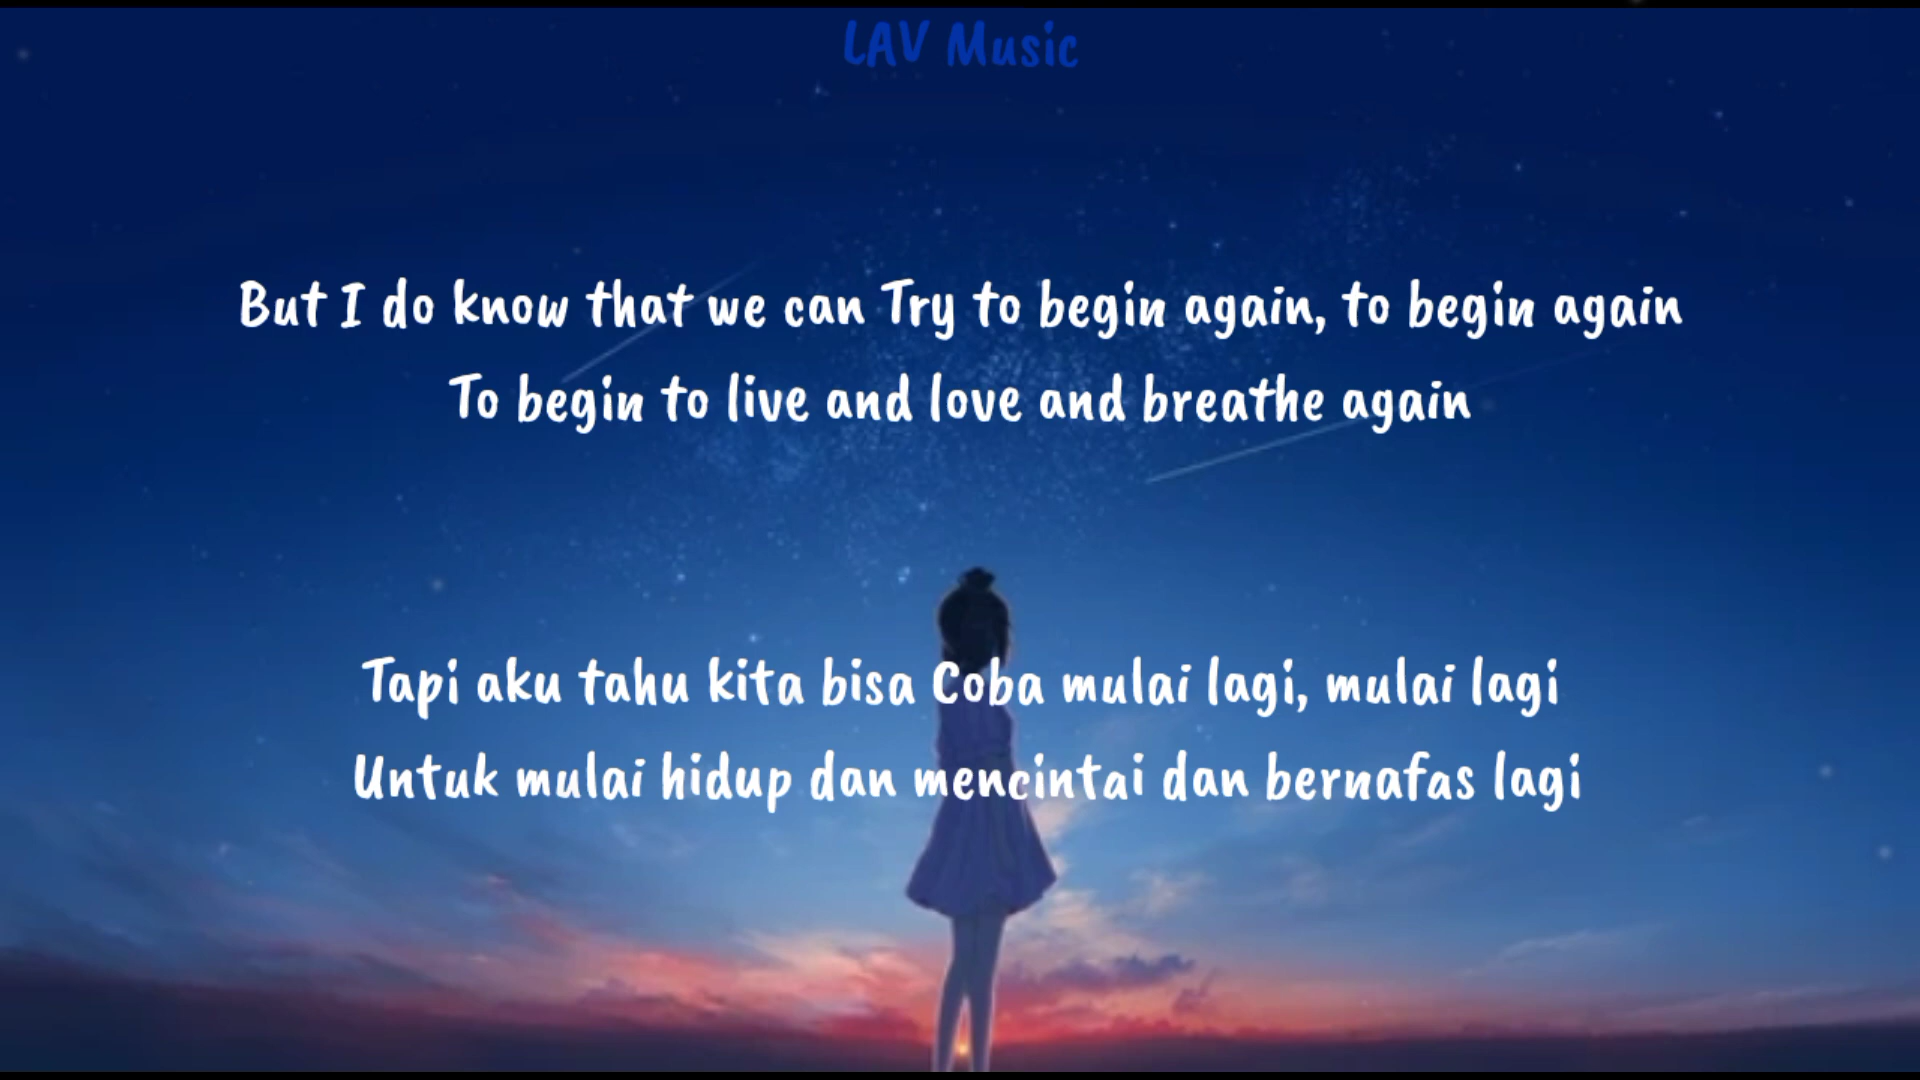 LAV Music
But I do know that we can Try to begin again, to begin again
To begin to live and love and breathe again
Tapi aku tahu kita bisa Coba mulai lagi, mulai lagi
Untuk mulai hidup dan mencintai dan bernafas lagi